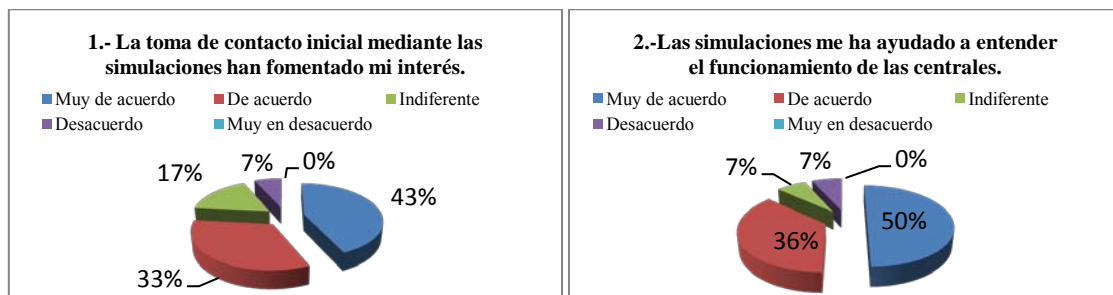 1.- La toma de contacto inicial mediante las
simulaciones han fomentado mi interés.
Muy de acuerdo De acuerdo Indiferente
Desacuerdo Muy en desacuerdo
17% 7% 0%
43%
33%
2.-Las simulaciones me ha ayudado a entender
el funcionamiento de las centrales.
Muy de acuerdo De acuerdo Indiferente
Desacuerdo Muy en desacuerdo
7% 7% 0%
36% 50%